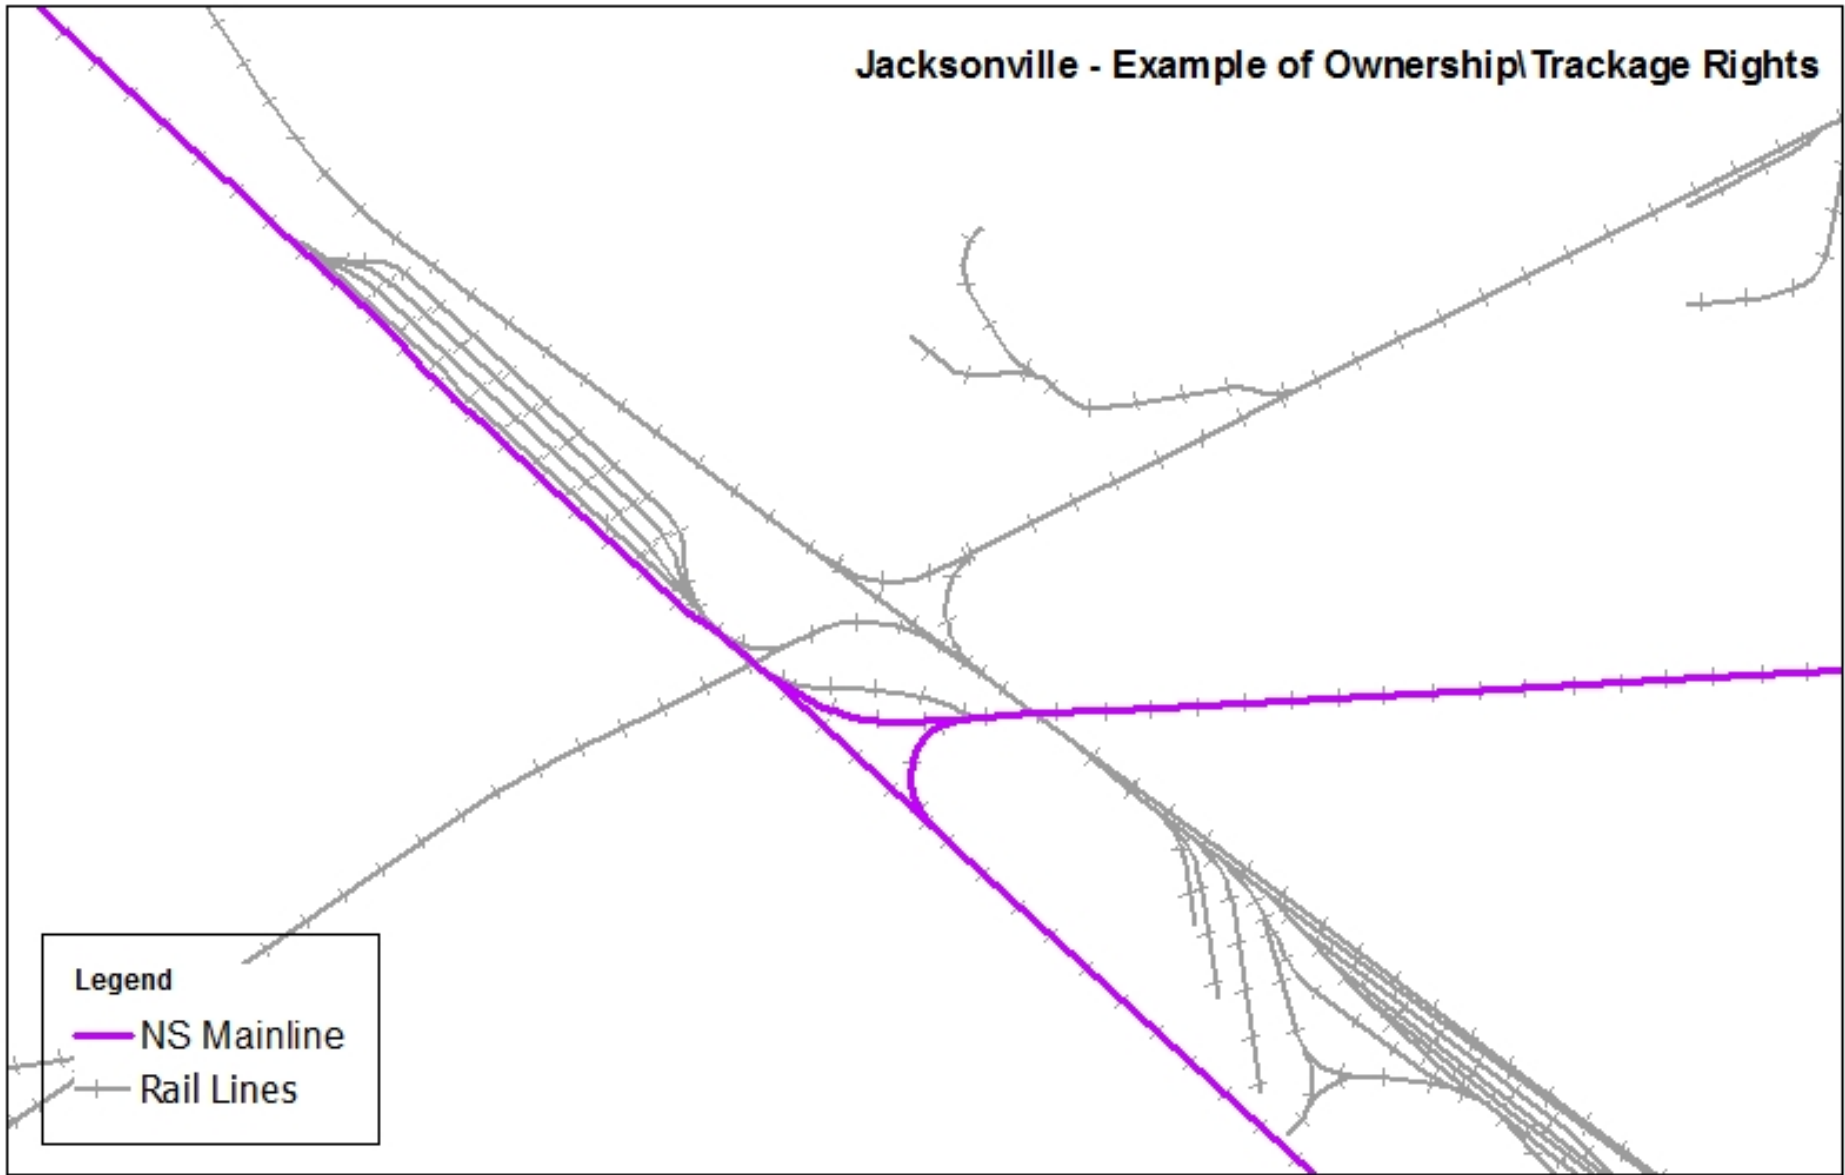 Jacksonville - Example of Ownership\Trackage Rights
Legend
NS Mainline
Rail Lines